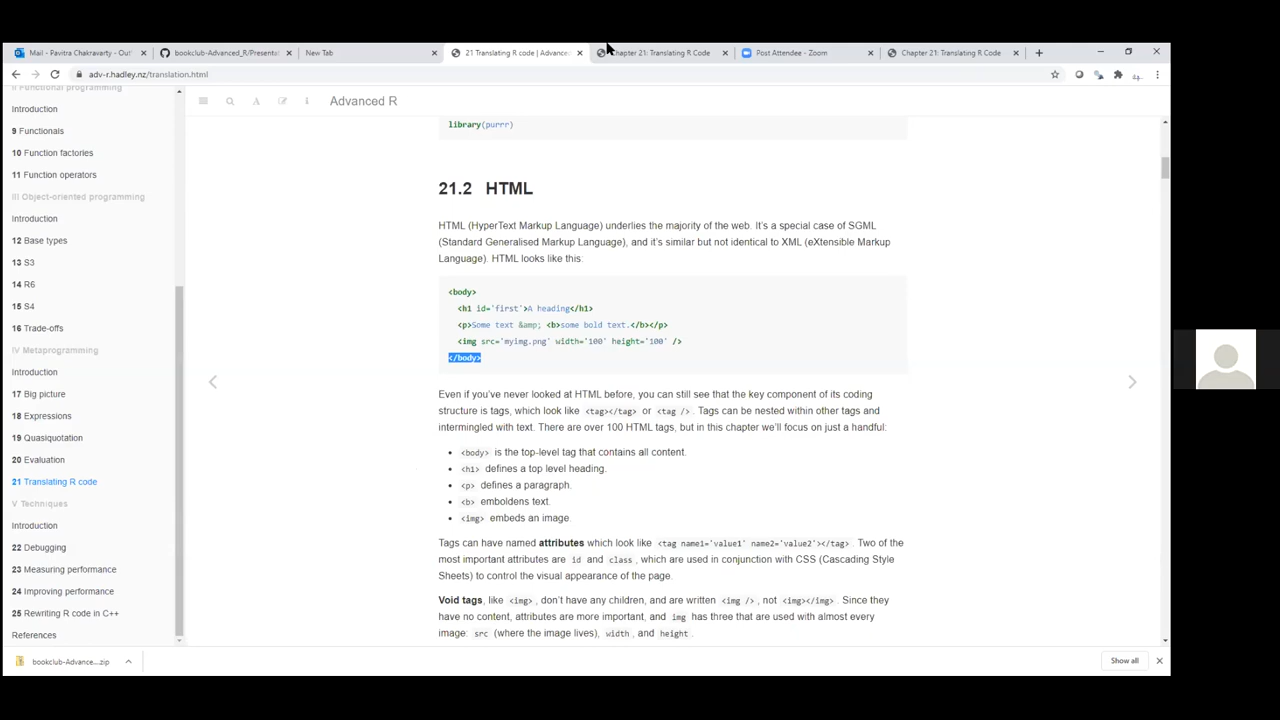 Mail - Pavitra Chakravarty - Out
bookclub-Advanced_R/Presenta
New Tab
21 Translating R code | Advance
Chapter 21: Translating R Code
Post Attendee - Zoom
Chapter 21: Translating R Code
adv-r.hadley.nz/translation.html
II Functional programming
Introduction
9 Functionals
10 Function factories
11 Function operators
III Object-oriented programming
Introduction
12 Base types
13 S3
14 R6
15 S4
16 Trade-offs
IV Metaprogramming
Introduction
17 Big picture
18 Expressions
19 Quasiquotation
20 Evaluation
21 Translating R code
V Techniques
Introduction
22 Debugging
23 Measuring performance
24 Improving performance
25 Rewriting R code in C++
References
Advanced R
library(purrr)
21.2 HTML
HTML (HyperText Markup Language) underlies the majority of the web. It's a special case of SGML
(Standard Generalised Markup Language), and it's similar but not identical to XML (eXtensible Markup
Language). HTML looks like this:
<body>
<h1 id='first'>A heading</h1>
<p>Some text &amp; <b>some bold text.</b></p>
<img src='myimg.png' width='100' height='100' />
</body>
Even if you've never looked at HTML before, you can still see that the key component of its coding
structure is tags, which look like <tag></tag> or <tag />. Tags can be nested within other tags and
intermingled with text. There are over 100 HTML tags, but in this chapter we'll focus on just a handful:
• <body> is the top-level tag that contains all content.
• <h1> defines a top level heading.
• <p> defines a paragraph.
• <b> emboldens text.
• <img> embeds an image.
Tags can have named attributes which look like <tag name1='value1' name2='value2'></tag>. Two of the
most important attributes are id and class, which are used in conjunction with CSS (Cascading Style
Sheets) to control the visual appearance of the page.
Void tags, like <img>, don't have any children, and are written <img />, not <img></img>. Since they
have no content, attributes are more important, and img has three that are used with almost every
image: src (where the image lives), width, and height.
bookclub-Advance...zip
Show all